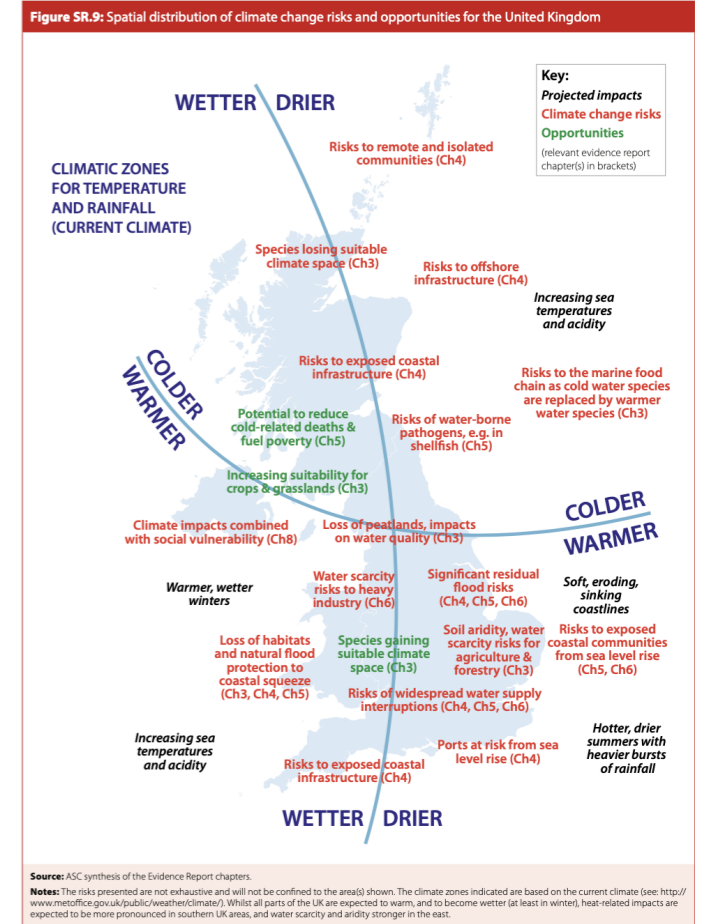 Figure SR.9: Spatial distribution of climate change risks and opportunities for the United Kingdom
WETTER DRIER
Key:
Projected impacts
Climate change risks
Opportunities
(relevant evidence report
chapter(s) in brackets)
CLIMATIC ZONES
FOR TEMPERATURE
AND RAINFALL
(CURRENT CLIMATE)
Risks to remote and isolated
communities (Ch4)
Species losing suitable
climate space (Ch3)
Risks to offshore
infrastructure (Ch4)
Increasing sea
temperatures
and acidity
COLDER
WARMER
Risks to exposed coastal
infrastructure (Ch4)
Risks to the marine food
chain as cold water species
are replaced by warmer
water species (Ch3)
Potential to reduce
cold-related deaths &
fuel poverty (Ch5)
Risks of water-borne
pathogens, e.g. in
shellfish (Ch5)
Increasing suitability for
crops & grasslands (Ch3)
COLDER
WARMER
Climate impacts combined
with social vulnerability (Ch8)
Loss of peatlands, impacts
on water quality (Ch3)
Warmer, wetter
winters
Water scarcity
risks to heavy
industry (Ch6)
Significant residual
flood risks
(Ch4, Ch5, Ch6)
Soft, eroding,
sinking
coastlines
Loss of habitats
and natural flood
protection to
coastal squeeze
(Ch3, Ch4, Ch5)
Species gaining
suitable climate
space (Ch3)
Soil aridity, water
scarcity risks for
agriculture &
forestry (Ch3)
Risks to exposed
coastal communities
from sea level rise
(Ch5, Ch6)
Risks of widespread water supply
interruptions (Ch4, Ch5, Ch6)
Increasing sea
temperatures
and acidity
Risks to exposed coastal
infrastructure (Ch4)
Ports at risk from sea
level rise (Ch4)
Hotter, drier
summers with
heavier bursts
of rainfall
WETTER DRIER
Source: ASC synthesis of the Evidence Report chapters.
Notes: The risks presented are not exhaustive and will not be confined to the area(s) shown. The climate zones indicated are based on the current climate (see: http://
www.metoffice.gov.uk/public/weather/climate/). Whilst all parts of the UK are expected to warm, and to become wetter (at least in winter), heat-related impacts are
expected to be more pronounced in southern UK areas, and water scarcity and aridity stronger in the east.